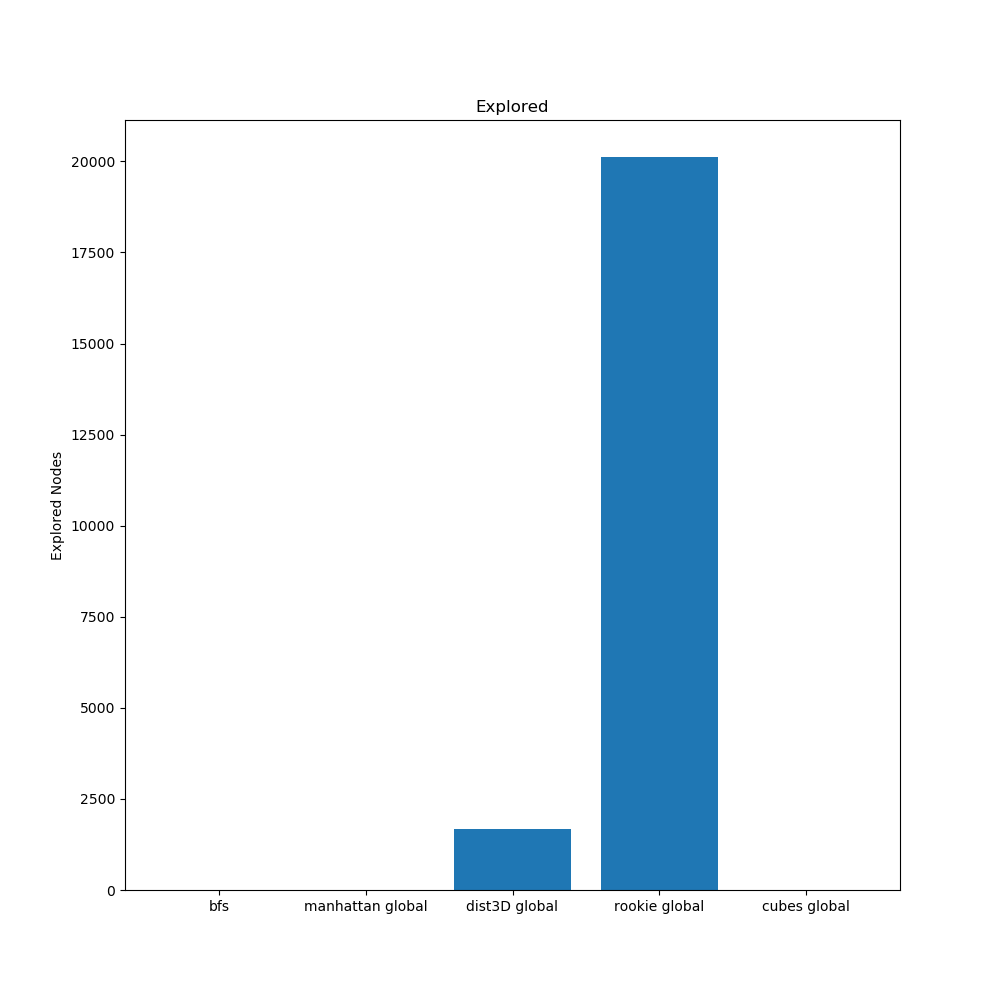 Explored
20000
17500
15000
12500
10000
7500
5000
2500
0
Explored Nodes
bfs
manhattan global
dist3D global
rookie global
cubes global